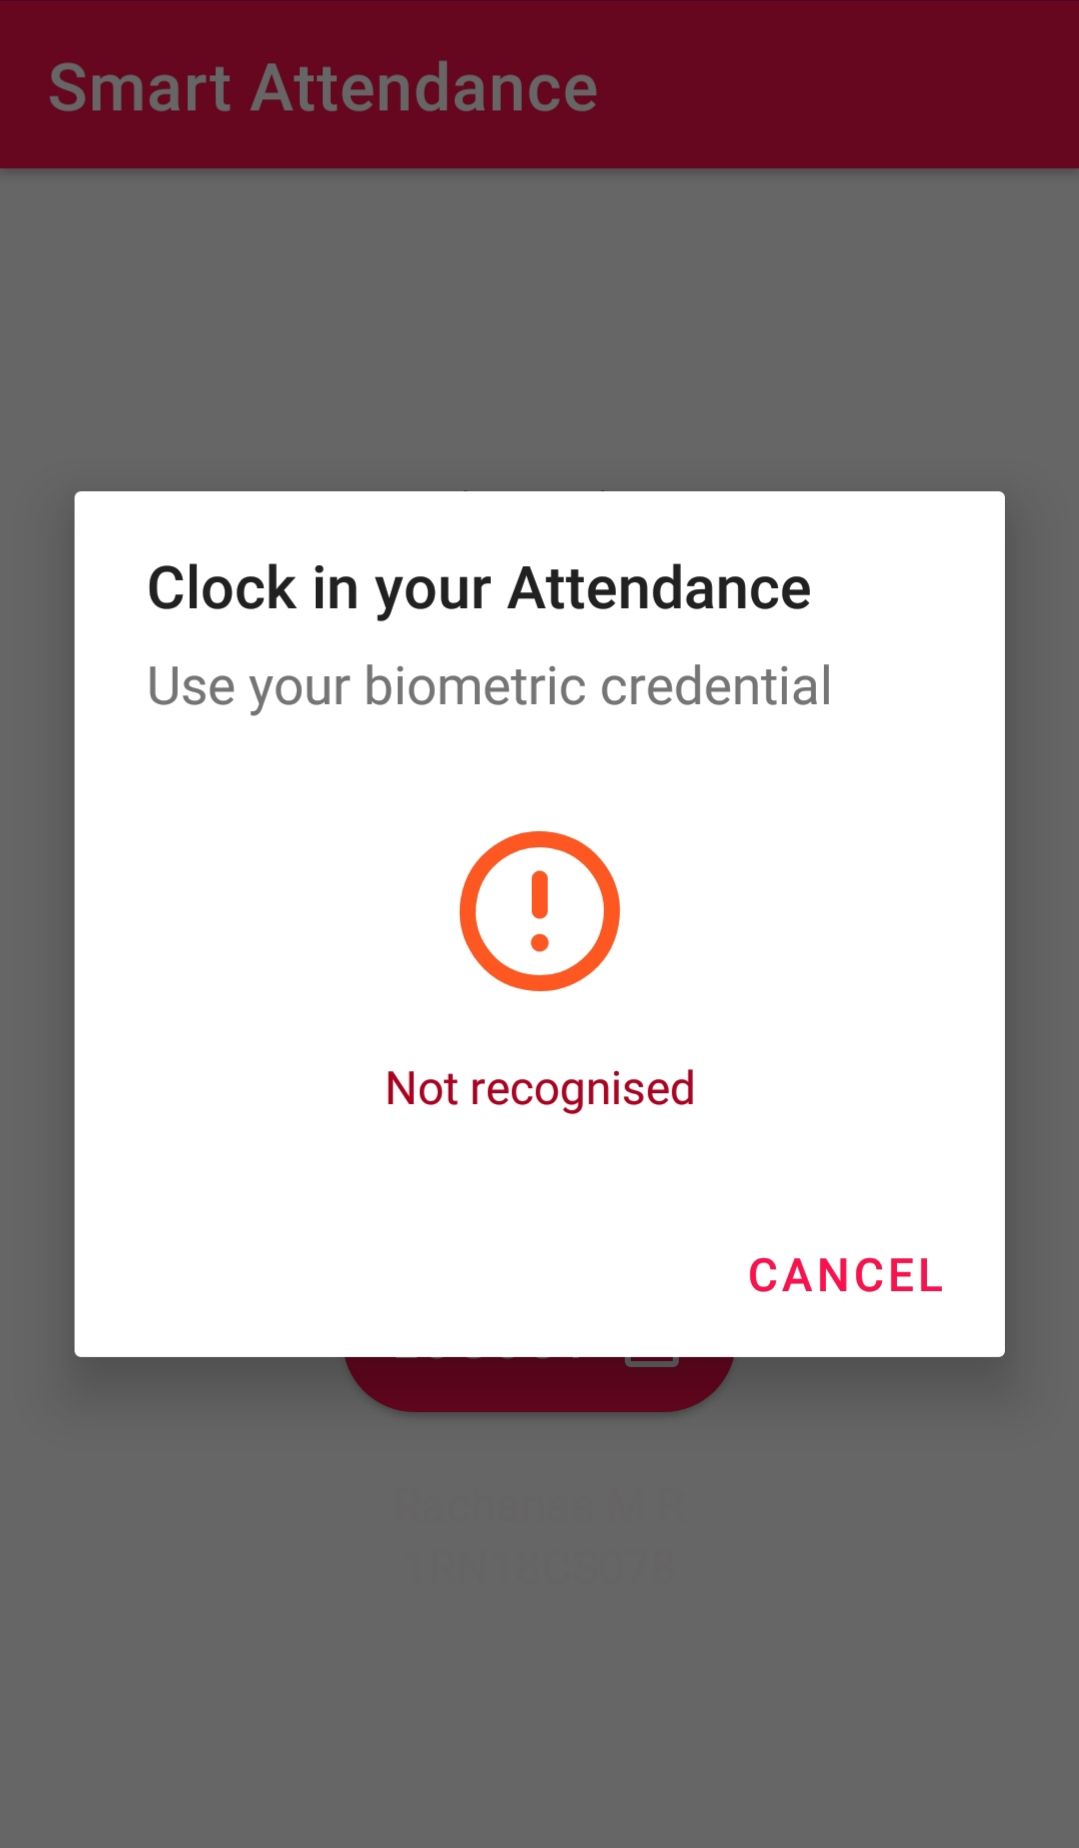 Smart Attendance
Clock in your Attendance
Use your biometric credential
Not recognised
CANCEL